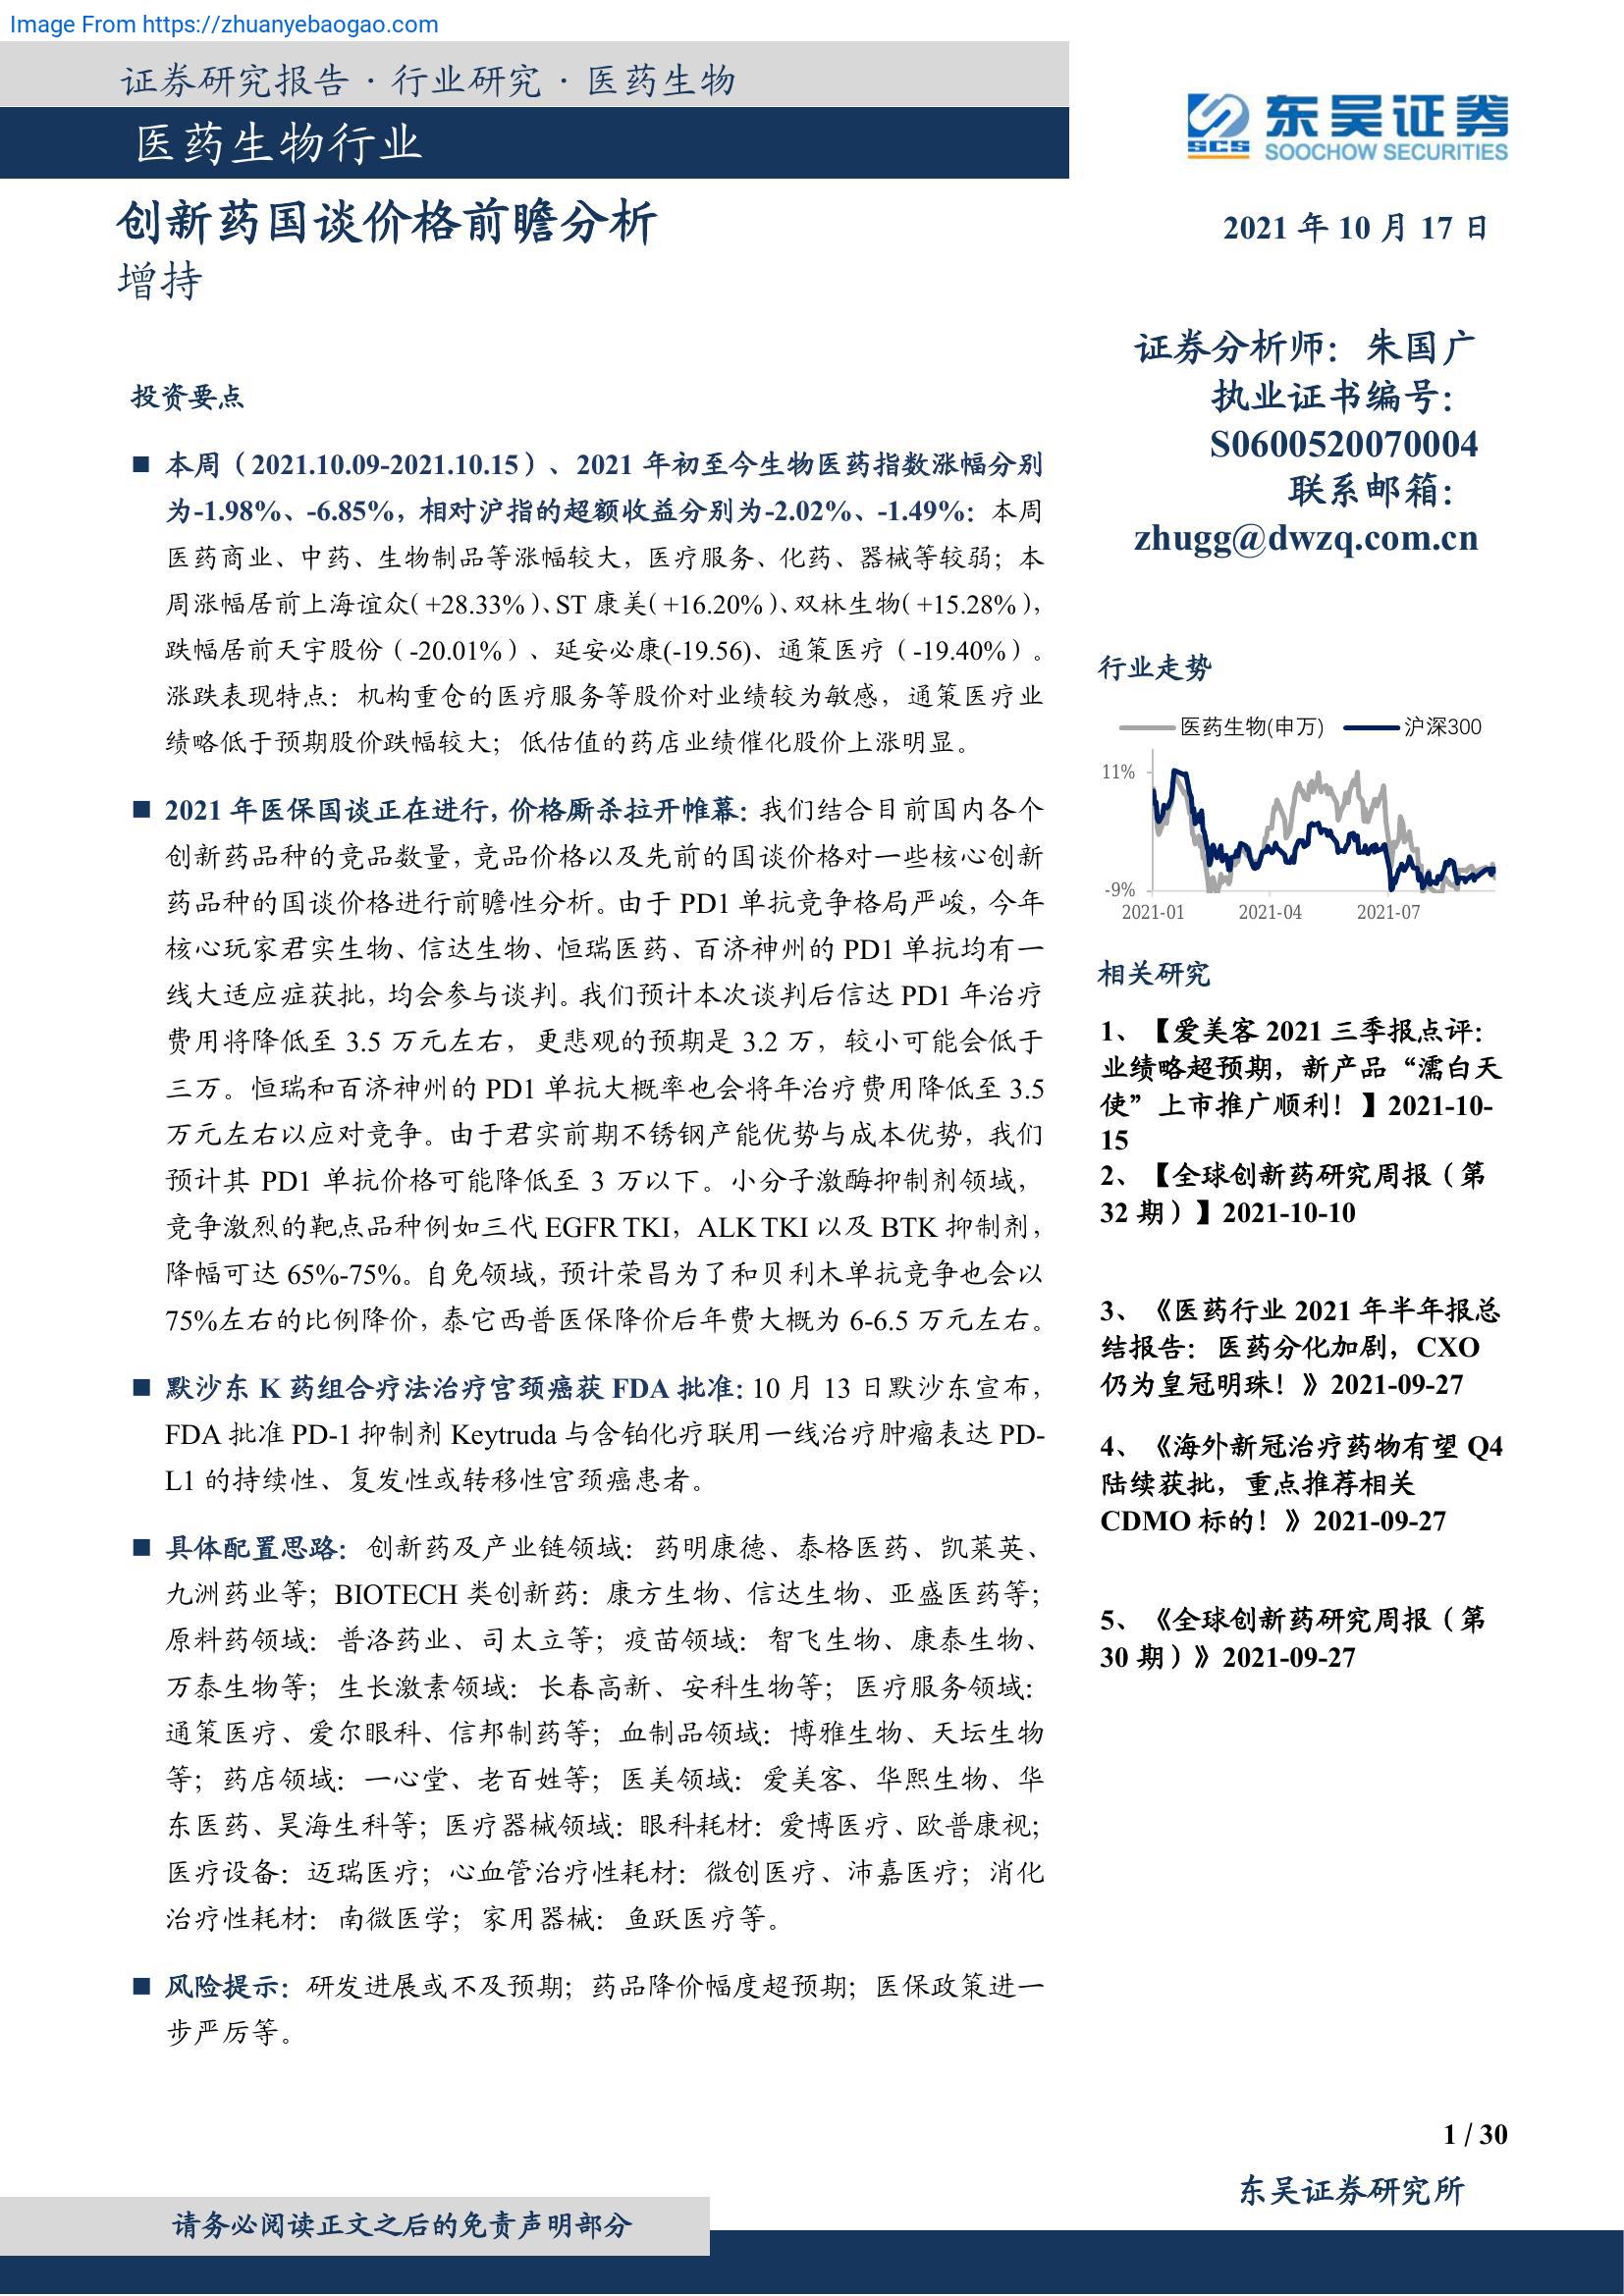 Image From https://zhuanyebaogao.com
证券研究报告 · 行业研究 · 医药生物
医药生物行业
东吴证券
SCS
SOOCHOW SECURITIES
创新药国谈价格前瞻分析
增持
2021 年 10 月 17 日
证券分析师：朱国广
执业证书编号：
S0600520070004
联系邮箱：
zhugg@dwzq.com.cn
投资要点
■ 本周（2021.10.09-2021.10.15）、2021 年初至今生物医药指数涨幅分别
为-1.98%、-6.85%，相对沪指的超额收益分别为-2.02%、-1.49%：本周
医药商业、中药、生物制品等涨幅较大，医疗服务、化药、器械等较弱；本
周涨幅居前上海谊众（+28.33%）、ST 康美（+16.20%）、双林生物（+15.28%），
跌幅居前天宇股份（-20.01%）、延安必康(-19.56)、通策医疗（-19.40%）。
涨跌表现特点：机构重仓的医疗服务等股价对业绩较为敏感，通策医疗业
绩略低于预期股价跌幅较大；低估值的药店业绩催化股价上涨明显。
■ 2021 年医保国谈正在进行，价格厮杀拉开帷幕：我们结合目前国内各个
创新药品种的竞品数量，竞品价格以及先前的国谈价格对一些核心创新
药品种的国谈价格进行前瞻性分析。由于 PD1 单抗竞争格局严峻，今年
核心玩家君实生物、信达生物、恒瑞医药、百济神州的 PD1 单抗均有一
线大适应症获批，均会参与谈判。我们预计本次谈判后信达 PD1 年治疗
费用将降低至 3.5 万元左右，更悲观的预期是 3.2 万，较小可能会低于
三万。恒瑞和百济神州的 PD1 单抗大概率也会将年治疗费用降低至 3.5
万元左右以应对竞争。由于君实前期不锈钢产能优势与成本优势，我们
预计其 PD1 单抗价格可能降低至 3 万以下。小分子激酶抑制剂领域，
竞争激烈的靶点品种例如三代 EGFR TKI，ALK TKI 以及 BTK 抑制剂，
降幅可达 65%-75%。自免领域，预计荣昌为了和贝利木单抗竞争也会以
75%左右的比例降价，泰它西普医保降价后年费大概为 6-6.5 万元左右。
■ 默沙东 K 药组合疗法治疗宫颈癌获 FDA 批准：10 月 13 日默沙东宣布，
FDA 批准 PD-1 抑制剂 Keytruda 与含铂化疗联用一线治疗肿瘤表达 PD-
L1 的持续性、复发性或转移性宫颈癌患者。
■ 具体配置思路：创新药及产业链领域：药明康德、泰格医药、凯莱英、
九洲药业等；BIOTECH 类创新药：康方生物、信达生物、亚盛医药等；
原料药领域：普洛药业、司太立等；疫苗领域：智飞生物、康泰生物、
万泰生物等；生长激素领域：长春高新、安科生物等；医疗服务领域：
通策医疗、爱尔眼科、信邦制药等；血制品领域：博雅生物、天坛生物
等；药店领域：一心堂、老百姓等；医美领域：爱美客、华熙生物、华
东医药、昊海生科等；医疗器械领域：眼科耗材：爱博医疗、欧普康视；
医疗设备：迈瑞医疗；心血管治疗性耗材：微创医疗、沛嘉医疗；消化
治疗性耗材：南微医学；家用器械：鱼跃医疗等。
■ 风险提示：研发进展或不及预期；药品降价幅度超预期；医保政策进一
步严厉等。
行业走势
医药生物(申万) 沪深300
11%
-9%
2021-01 2021-04 2021-07
相关研究
1、【爱美客 2021 三季报点评：
业绩略超预期，新产品“濡白天
使”上市推广顺利！】2021-10-
15
2、【全球创新药研究周报（第
32 期）】2021-10-10
3、《医药行业 2021 年半年报总
结报告：医药分化加剧，CXO
仍为皇冠明珠！》2021-09-27
4、《海外新冠治疗药物有望 Q4
陆续获批，重点推荐相关
CDMO 标的！》2021-09-27
5、《全球创新药研究周报（第
30 期）》2021-09-27
1 / 30
东吴证券研究所
请务必阅读正文之后的免责声明部分